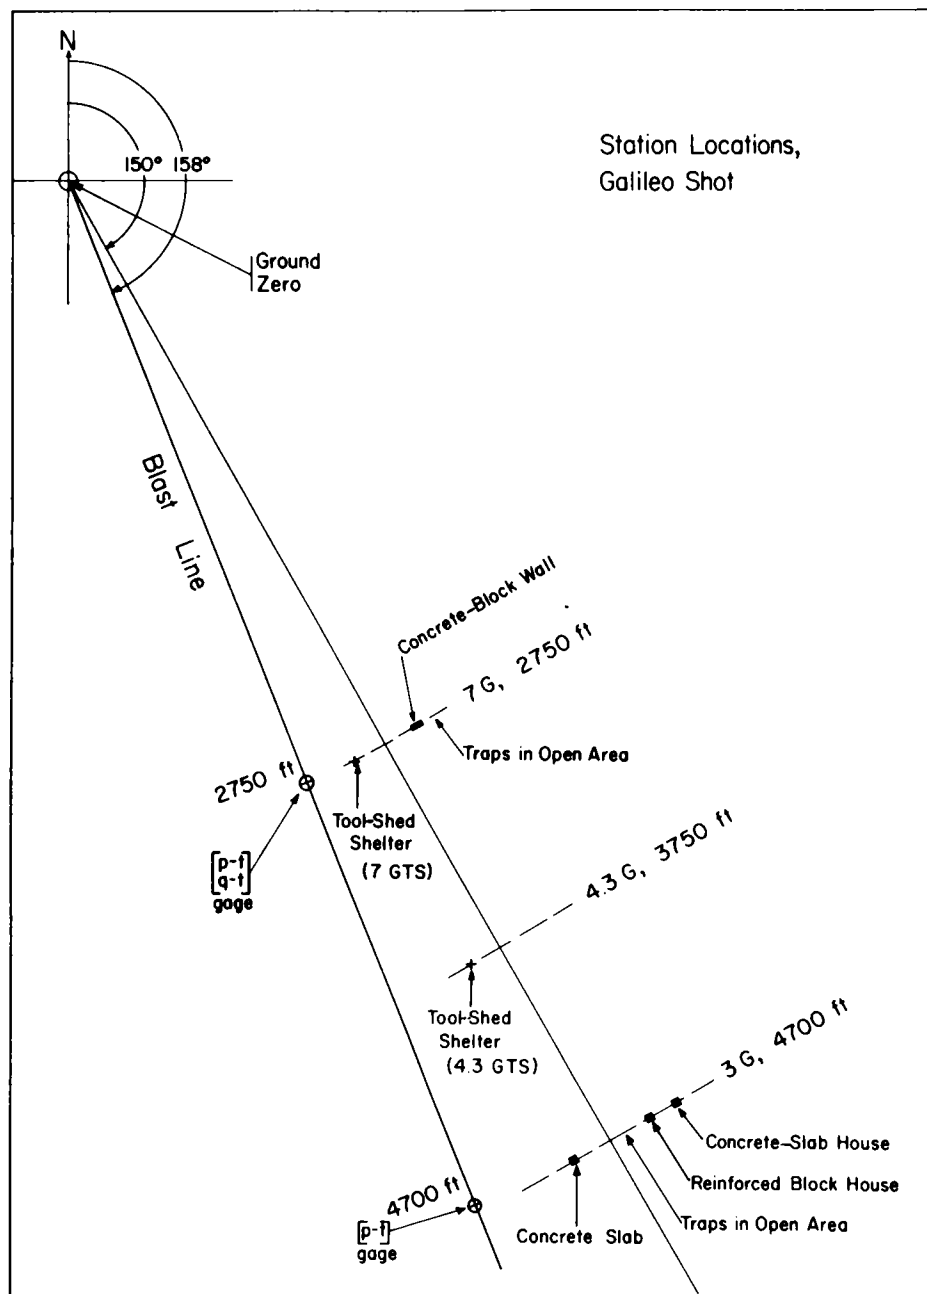 N
150° 158°
Station Locations,
Galileo Shot
Ground
Zero
Blast Line
Concrete-Block Wall
7 G, 2750 ft
Traps in Open Area
2750 ft
Tool-Shed
Shelter
(7 GTS)
[p-t
q-t]
gage
4.3 G, 3750 ft
Tool-Shed
Shelter
(4.3 GTS)
3 G, 4700 ft
Concrete-Slab House
Reinforced Block House
Traps in Open Area
Concrete Slab
4700 ft
[p-t]
gage